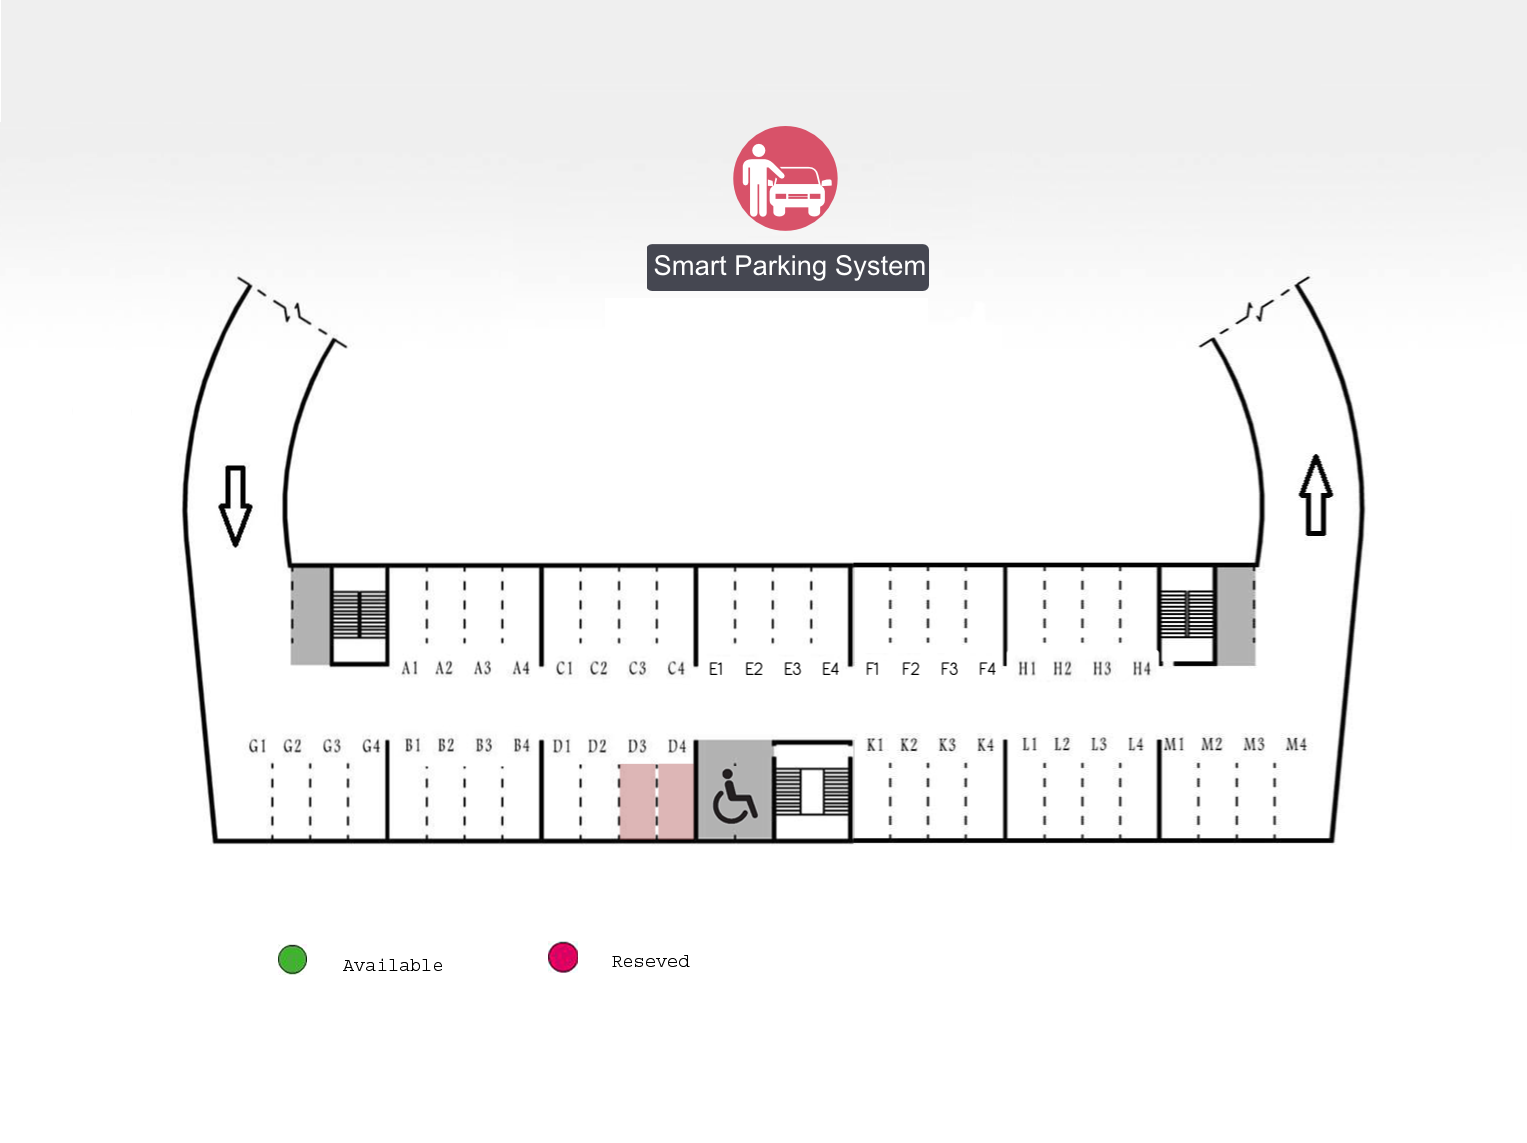 Smart Parking System
A1 A2 A3 A4 C1 C2 C3 C4 E1 E2 E3 E4 F1 F2 F3 F4 H1 H2 H3 H4
G1 G2 G3 G4 B1 B2 B3 B4 D1 D2 D3 D4 K1 K2 K3 K4 L1 L2 L3 L4 M1 M2 M3 M4
Available Reseved